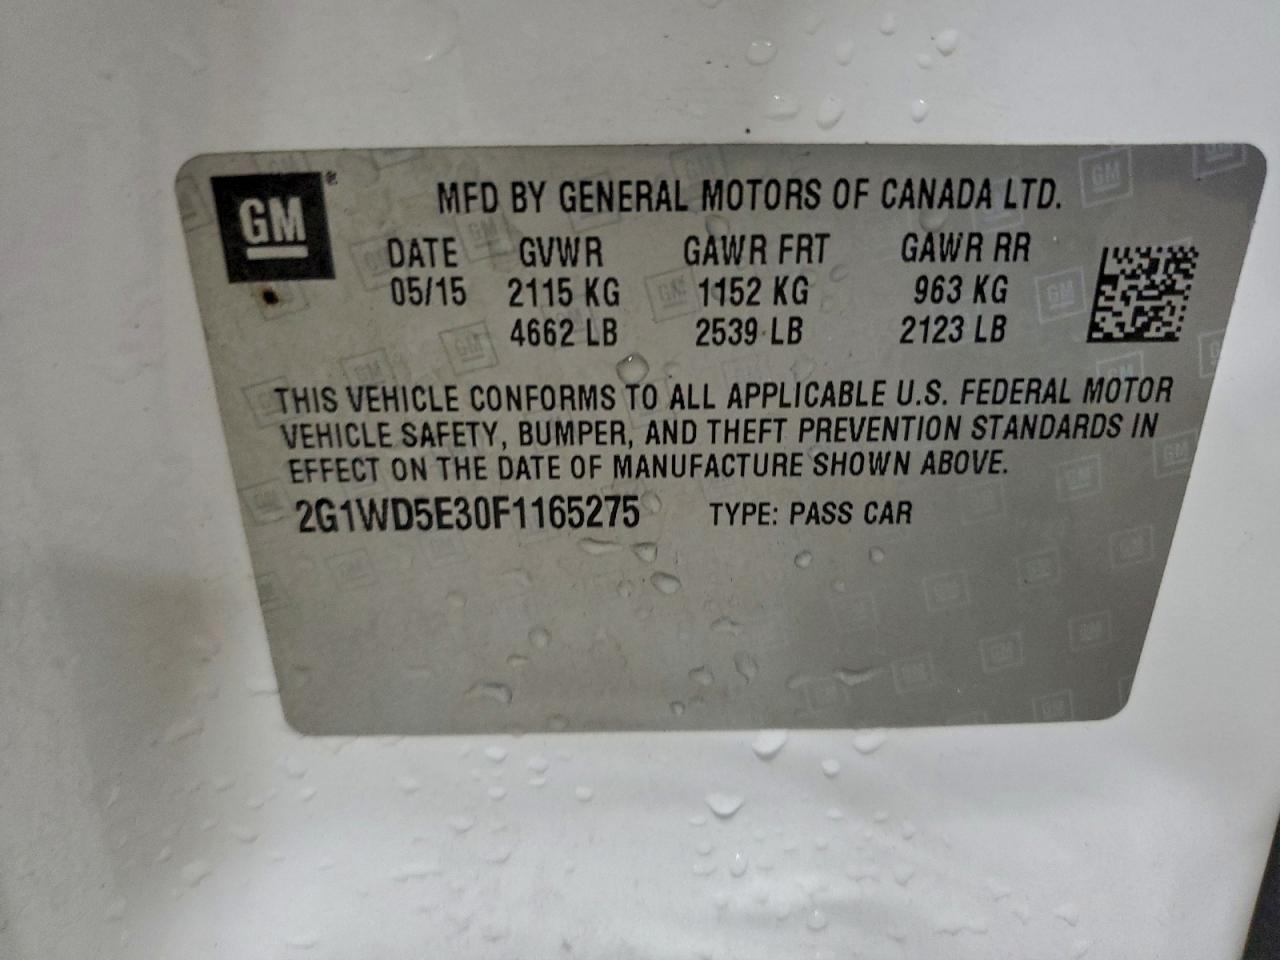 GM®
MFD BY GENERAL MOTORS OF CANADA LTD.
DATE GVWR GAWR FRT GAWR RR
05/15 2115 KG 1152 KG 963 KG
4662 LB 2539 LB 2123 LB
THIS VEHICLE CONFORMS TO ALL APPLICABLE U.S. FEDERAL MOTOR
VEHICLE SAFETY, BUMPER, AND THEFT PREVENTION STANDARDS IN
EFFECT ON THE DATE OF MANUFACTURE SHOWN ABOVE.
2G1WD5E30F1165275 TYPE: PASS CAR